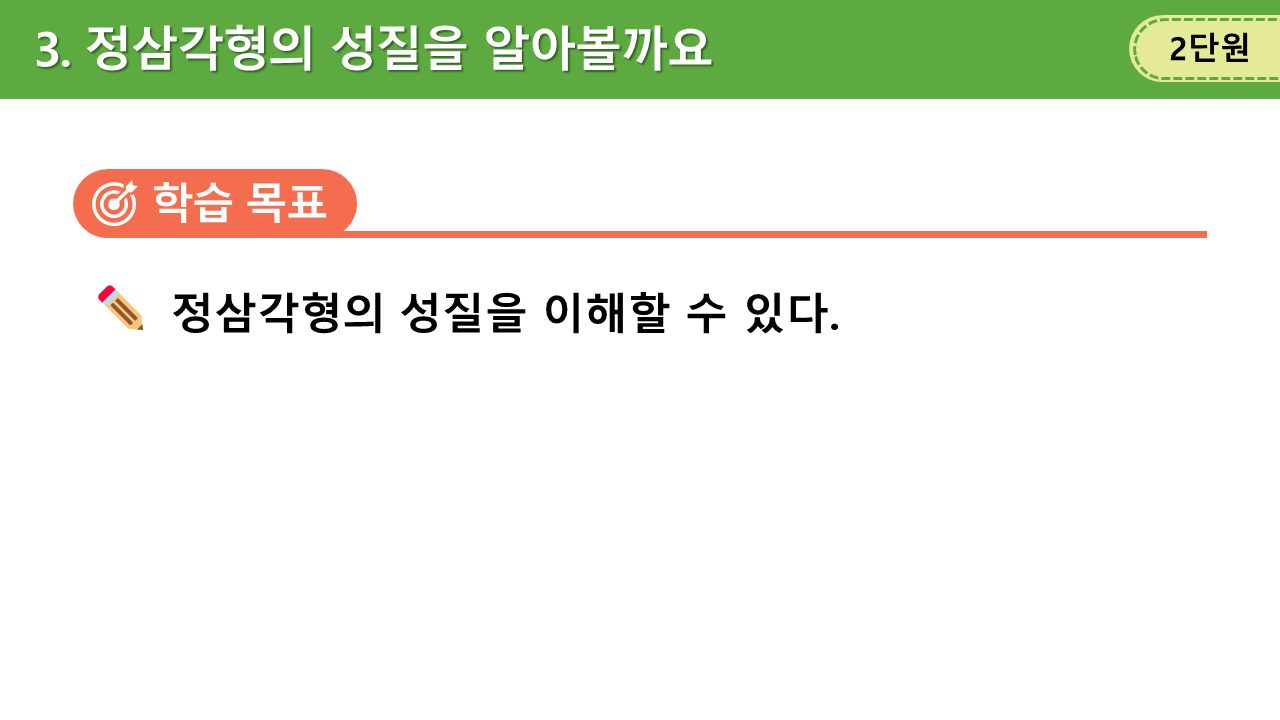 3. 정삼각형의 성질을 알아볼까요
2단원
학습 목표
정삼각형의 성질을 이해할 수 있다.